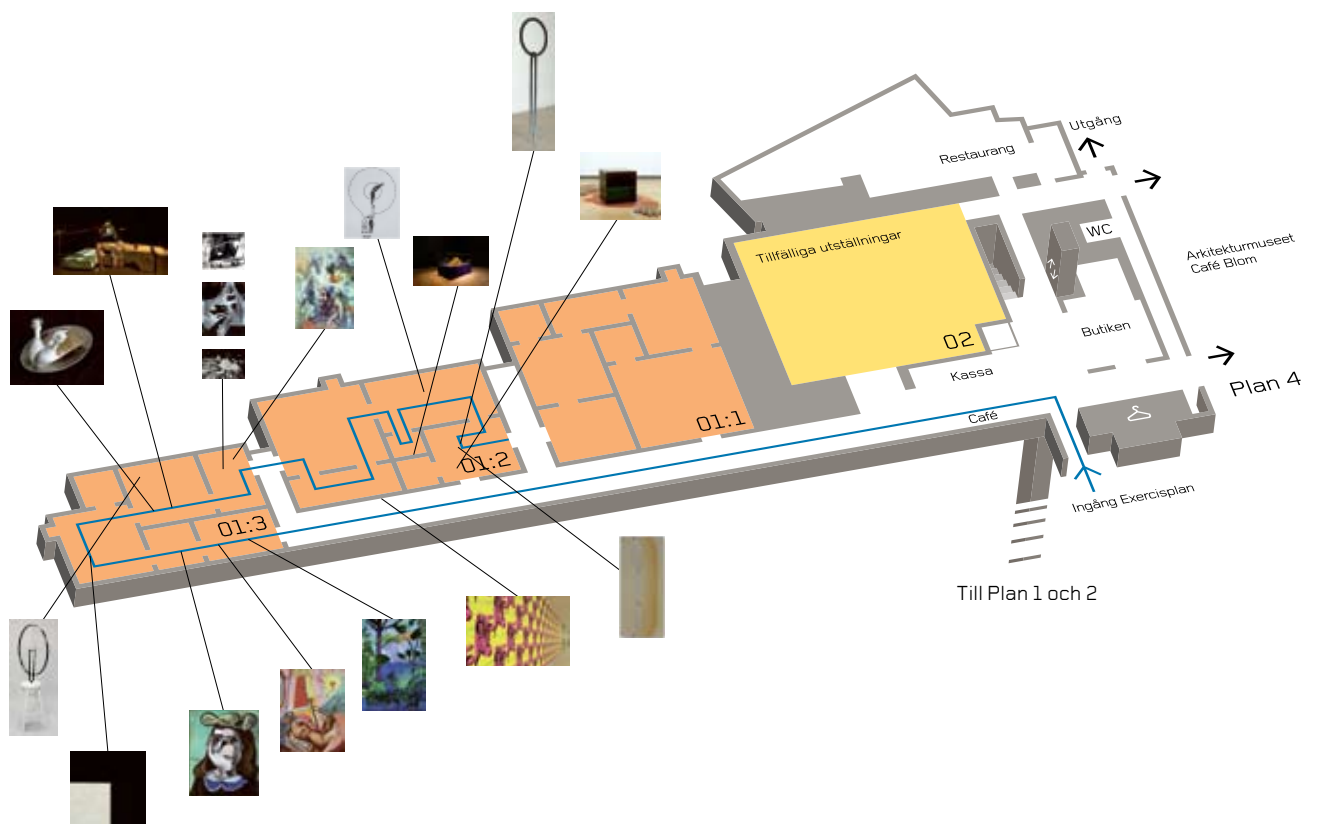 Utgång
Restaurang
WC
Tillfälliga utställningar
Arkitekturmuseet
Café Blom
Butiken
02
Kassa
Plan 4
01:1
Café
01:2
Ingång Exercisplan
01:3
Till Plan 1 och 2